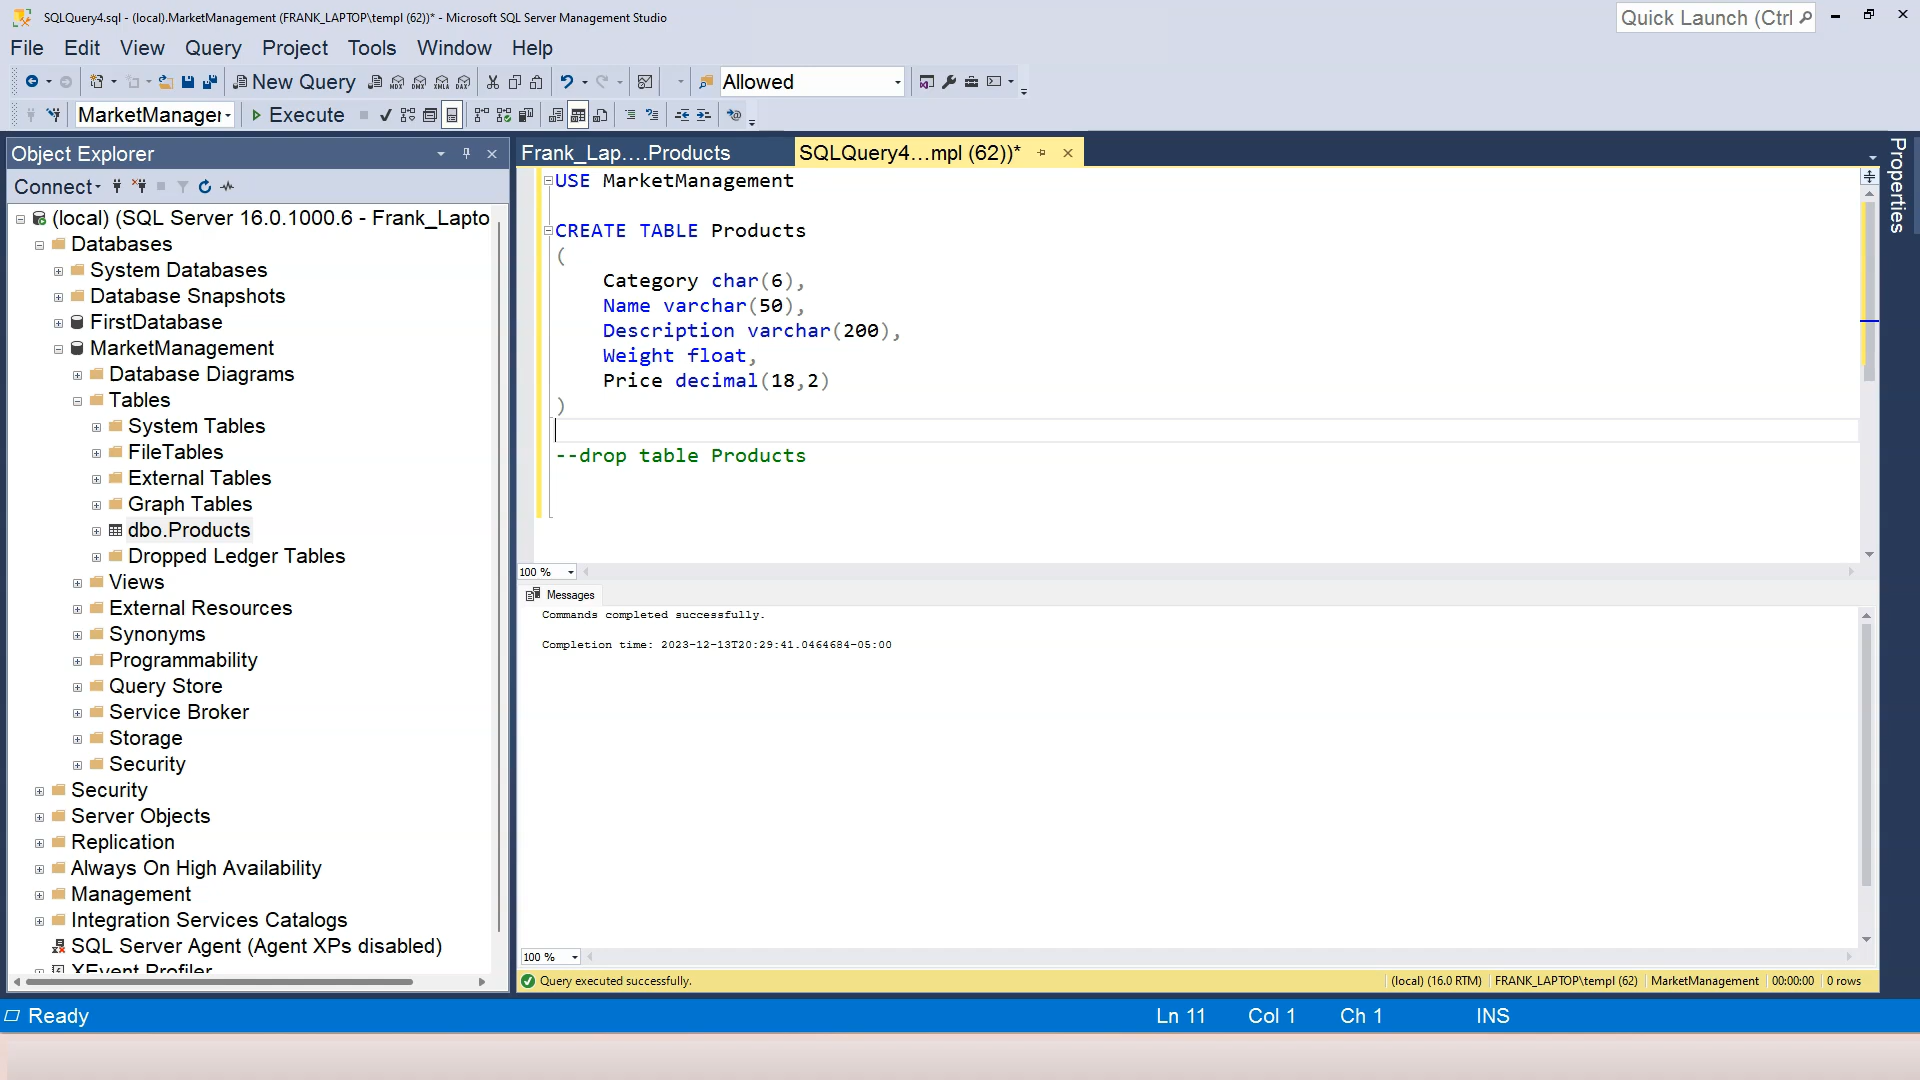 SQLQuery4.sql - (local).MarketManagement (FRANK_LAPTOP\templ (62))* - Microsoft SQL Server Management Studio
Quick Launch (Ctrl
File Edit View Query Project Tools Window Help
New Query
Allowed
MarketManager
Execute
Object Explorer
Frank_Lap....Products
SQLQuery4...mpl (62))*
Properties
Connect
(local) (SQL Server 16.0.1000.6 - Frank_Lapto
Databases
System Databases
Database Snapshots
FirstDatabase
MarketManagement
Database Diagrams
Tables
System Tables
FileTables
External Tables
Graph Tables
dbo.Products
Dropped Ledger Tables
Views
External Resources
Synonyms
Programmability
Query Store
Service Broker
Storage
Security
Security
Server Objects
Replication
Always On High Availability
Management
Integration Services Catalogs
SQL Server Agent (Agent XPs disabled)
XEvent Profiler
USE MarketManagement
CREATE TABLE Products
(
Category char(6),
Name varchar(50),
Description varchar(200),
Weight float,
Price decimal(18,2)
)
--drop table Products
100 %
Messages
Commands completed successfully.
Completion time: 2023-12-13T20:29:41.0464684-05:00
100 %
Query executed successfully.
(local) (16.0 RTM) FRANK_LAPTOP\templ (62) MarketManagement 00:00:00 0 rows
Ready
Ln 11 Col 1 Ch 1 INS